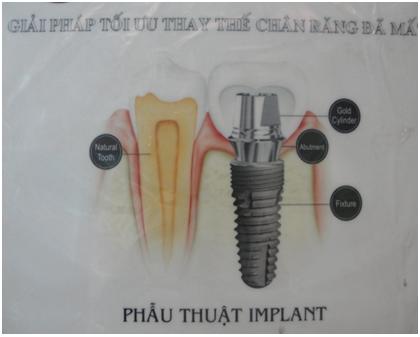 GIẢI PHÁP TỐI ƯU THAY THẾ CHÂN RĂNG ĐÃ MẤT
Gold
Cylinder
Natural
Tooth
Abutment
Fixture
PHẪU THUẬT IMPLANT